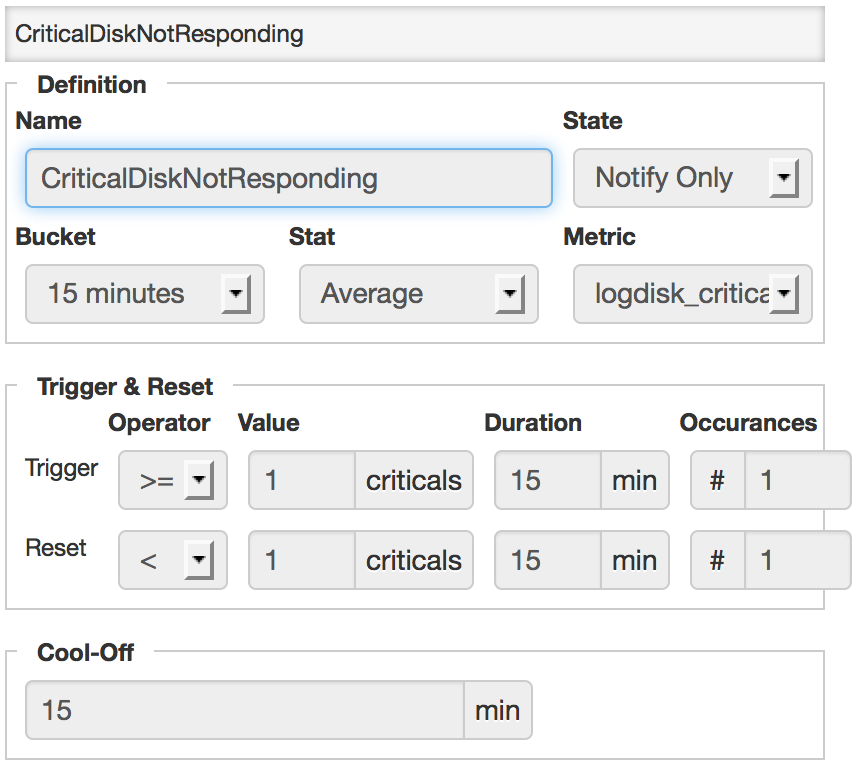 CriticalDiskNotResponding
Definition
Name State
CriticalDiskNotResponding Notify Only
Bucket Stat Metric
15 minutes Average logdisk_critica
Trigger & Reset
Operator Value Duration Occurances
Trigger >= 1 criticals 15 min # 1
Reset < 1 criticals 15 min # 1
Cool-Off
15 min